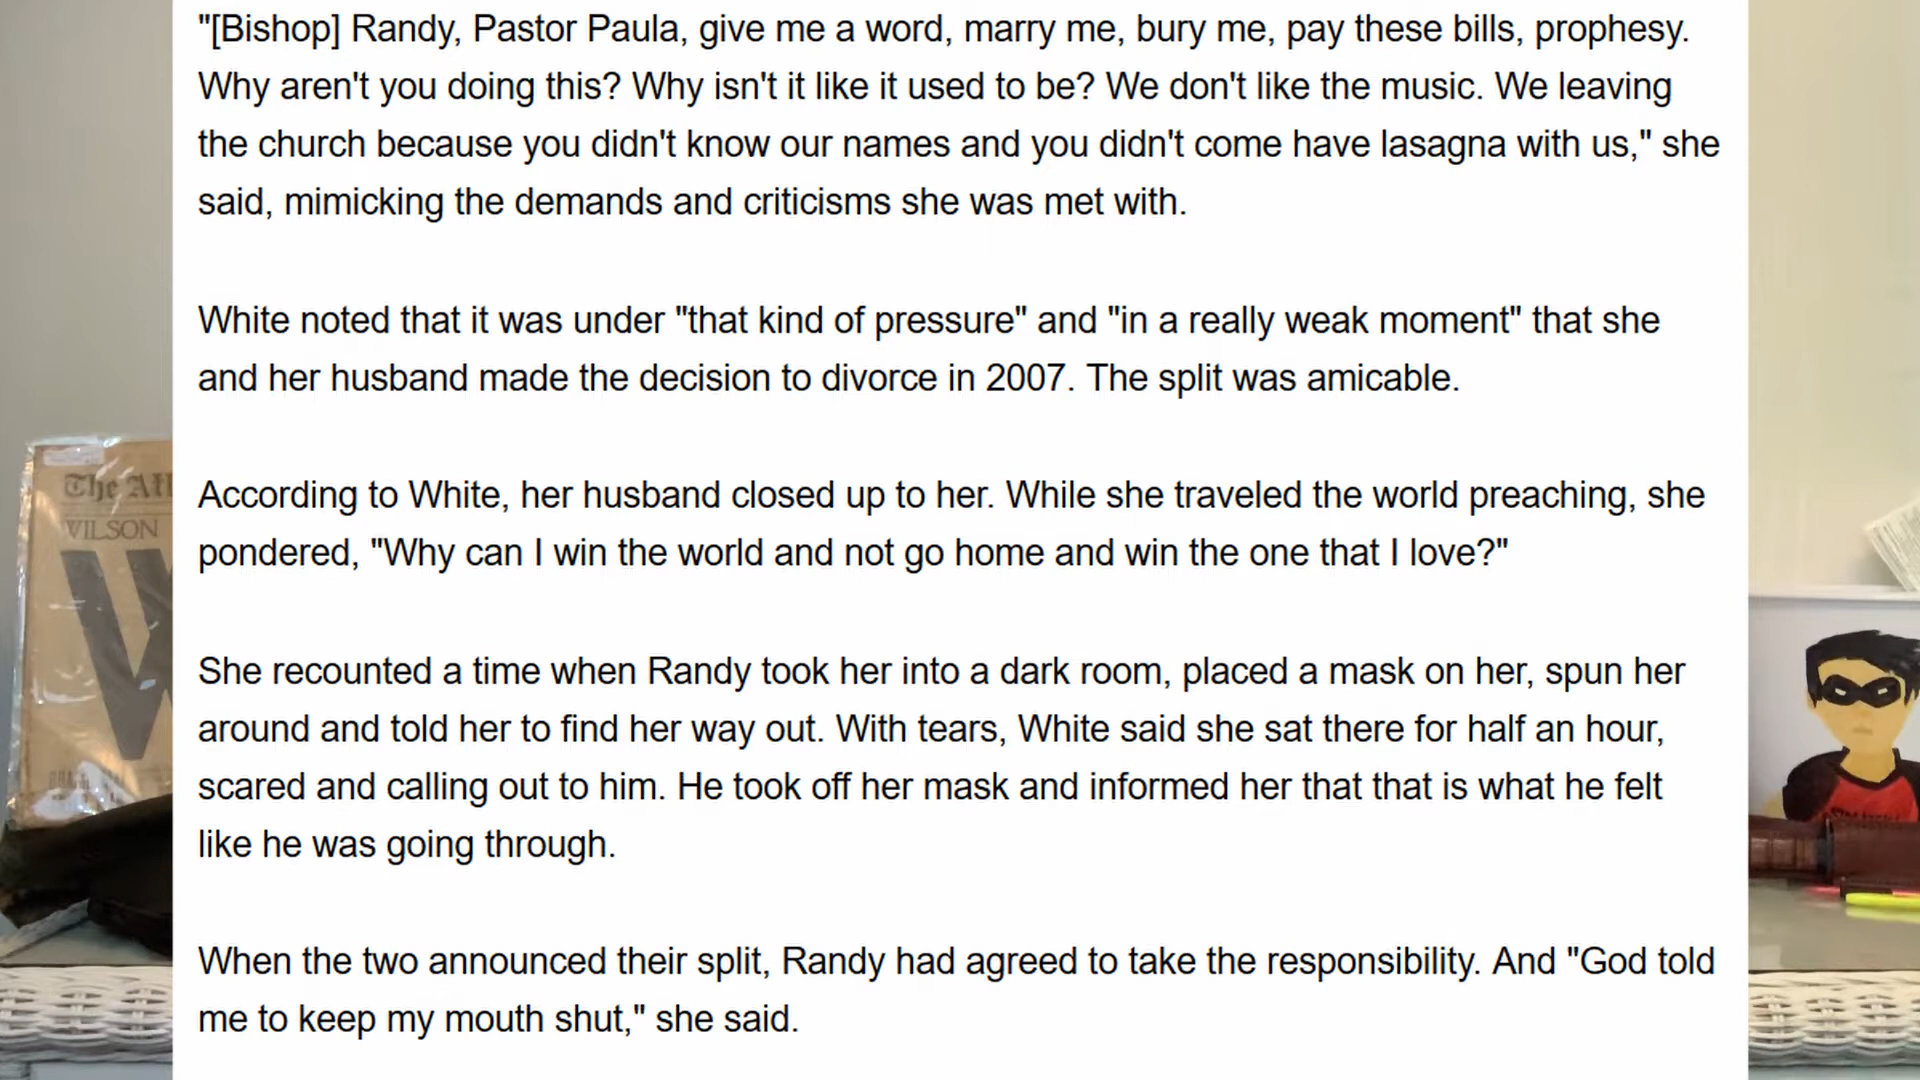 "[Bishop] Randy, Pastor Paula, give me a word, marry me, bury me, pay these bills, prophesy.
Why aren't you doing this? Why isn't it like it used to be? We don't like the music. We leaving
the church because you didn't know our names and you didn't come have lasagna with us," she
said, mimicking the demands and criticisms she was met with.
White noted that it was under "that kind of pressure" and "in a really weak moment" that she
and her husband made the decision to divorce in 2007. The split was amicable.
According to White, her husband closed up to her. While she traveled the world preaching, she
pondered, "Why can I win the world and not go home and win the one that I love?"
She recounted a time when Randy took her into a dark room, placed a mask on her, spun her
around and told her to find her way out. With tears, White said she sat there for half an hour,
scared and calling out to him. He took off her mask and informed her that that is what he felt
like he was going through.
When the two announced their split, Randy had agreed to take the responsibility. And "God told
me to keep my mouth shut," she said.
The
WILSON